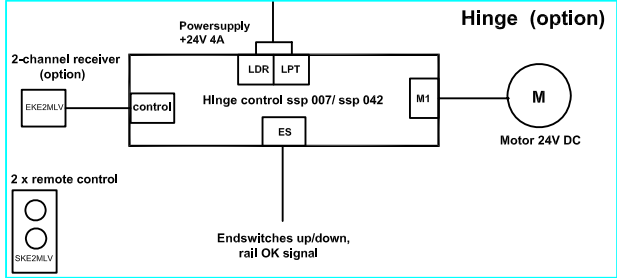 Hinge (option)
Powersupply
+24V 4A
2-channel receiver
(option)
LDR
LPT
EKE2MLV
control
HInge control ssp 007/ ssp 042
M1
M
ES
Motor 24V DC
2 x remote control
SKE2MLV
Endswitches up/down,
rail OK signal